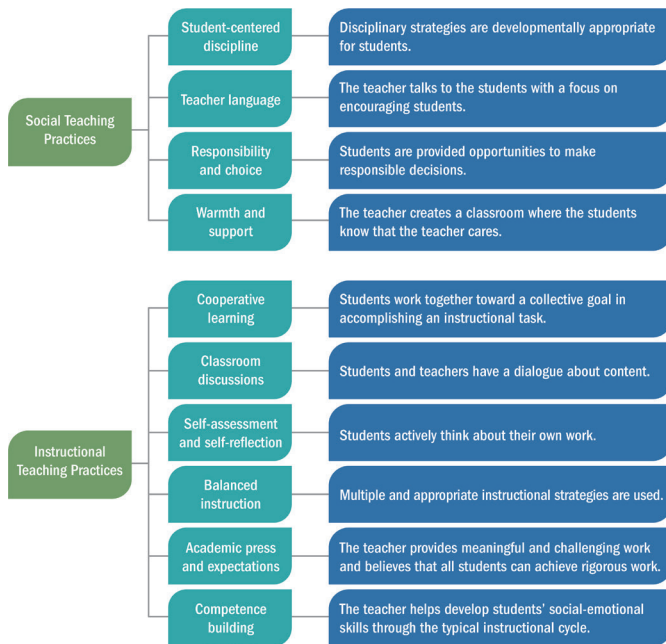 Student-centered
discipline
Disciplinary strategies are developmentally appropriate
for students.
Teacher language
The teacher talks to the students with a focus on
encouraging students.
Social Teaching
Practices
Responsibility
and choice
Students are provided opportunities to make
responsible decisions.
Warmth and
support
The teacher creates a classroom where the students
know that the teacher cares.
Cooperative
learning
Students work together toward a collective goal in
accomplishing an instructional task.
Classroom
discussions
Students and teachers have a dialogue about content.
Self-assessment
and self-reflection
Students actively think about their own work.
Instructional
Teaching Practices
Balanced
instruction
Multiple and appropriate instructional strategies are used.
Academic press
and expectations
The teacher provides meaningful and challenging work
and believes that all students can achieve rigorous work.
Competence
building
The teacher helps develop students’ social-emotional
skills through the typical instructional cycle.